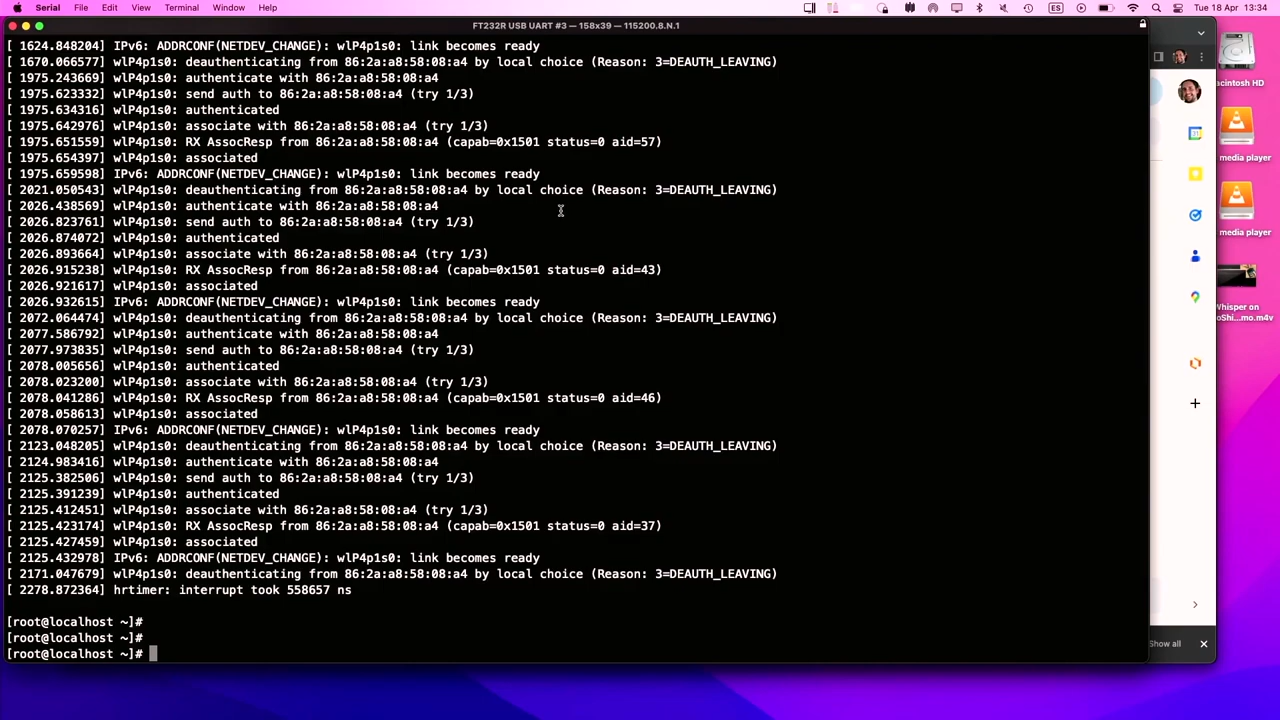 Serial File Edit View Terminal Window Help ES Tue 18 Apr 13:34
FT232R USB UART #3 — 158x39 — 115200.8.N.1
[ 1624.848204] IPv6: ADDRCONF(NETDEV_CHANGE): wlP4p1s0: link becomes ready
[ 1670.066577] wlP4p1s0: deauthenticating from 86:2a:a8:58:08:a4 by local choice (Reason: 3=DEAUTH_LEAVING)
[ 1975.243669] wlP4p1s0: authenticate with 86:2a:a8:58:08:a4
[ 1975.623332] wlP4p1s0: send auth to 86:2a:a8:58:08:a4 (try 1/3)
[ 1975.634316] wlP4p1s0: authenticated
[ 1975.642976] wlP4p1s0: associate with 86:2a:a8:58:08:a4 (try 1/3)
[ 1975.651559] wlP4p1s0: RX AssocResp from 86:2a:a8:58:08:a4 (capab=0x1501 status=0 aid=57)
[ 1975.654397] wlP4p1s0: associated
[ 1975.659598] IPv6: ADDRCONF(NETDEV_CHANGE): wlP4p1s0: link becomes ready
[ 2021.050543] wlP4p1s0: deauthenticating from 86:2a:a8:58:08:a4 by local choice (Reason: 3=DEAUTH_LEAVING)
[ 2026.438569] wlP4p1s0: authenticate with 86:2a:a8:58:08:a4
[ 2026.823761] wlP4p1s0: send auth to 86:2a:a8:58:08:a4 (try 1/3)
[ 2026.874072] wlP4p1s0: authenticated
[ 2026.893664] wlP4p1s0: associate with 86:2a:a8:58:08:a4 (try 1/3)
[ 2026.915238] wlP4p1s0: RX AssocResp from 86:2a:a8:58:08:a4 (capab=0x1501 status=0 aid=43)
[ 2026.921617] wlP4p1s0: associated
[ 2026.932615] IPv6: ADDRCONF(NETDEV_CHANGE): wlP4p1s0: link becomes ready
[ 2072.064474] wlP4p1s0: deauthenticating from 86:2a:a8:58:08:a4 by local choice (Reason: 3=DEAUTH_LEAVING)
[ 2077.586792] wlP4p1s0: authenticate with 86:2a:a8:58:08:a4
[ 2077.973835] wlP4p1s0: send auth to 86:2a:a8:58:08:a4 (try 1/3)
[ 2078.005656] wlP4p1s0: authenticated
[ 2078.023200] wlP4p1s0: associate with 86:2a:a8:58:08:a4 (try 1/3)
[ 2078.041286] wlP4p1s0: RX AssocResp from 86:2a:a8:58:08:a4 (capab=0x1501 status=0 aid=46)
[ 2078.058613] wlP4p1s0: associated
[ 2078.070257] IPv6: ADDRCONF(NETDEV_CHANGE): wlP4p1s0: link becomes ready
[ 2123.048205] wlP4p1s0: deauthenticating from 86:2a:a8:58:08:a4 by local choice (Reason: 3=DEAUTH_LEAVING)
[ 2124.983416] wlP4p1s0: authenticate with 86:2a:a8:58:08:a4
[ 2125.382506] wlP4p1s0: send auth to 86:2a:a8:58:08:a4 (try 1/3)
[ 2125.391239] wlP4p1s0: authenticated
[ 2125.412451] wlP4p1s0: associate with 86:2a:a8:58:08:a4 (try 1/3)
[ 2125.423174] wlP4p1s0: RX AssocResp from 86:2a:a8:58:08:a4 (capab=0x1501 status=0 aid=37)
[ 2125.427459] wlP4p1s0: associated
[ 2125.432978] IPv6: ADDRCONF(NETDEV_CHANGE): wlP4p1s0: link becomes ready
[ 2171.047679] wlP4p1s0: deauthenticating from 86:2a:a8:58:08:a4 by local choice (Reason: 3=DEAUTH_LEAVING)
[ 2278.872364] hrtimer: interrupt took 558657 ns
[root@localhost ~]#
[root@localhost ~]#
[root@localhost ~]#
acintosh HD
media player
media player
Whisper on
oShi...mo.m4v
31
Show all